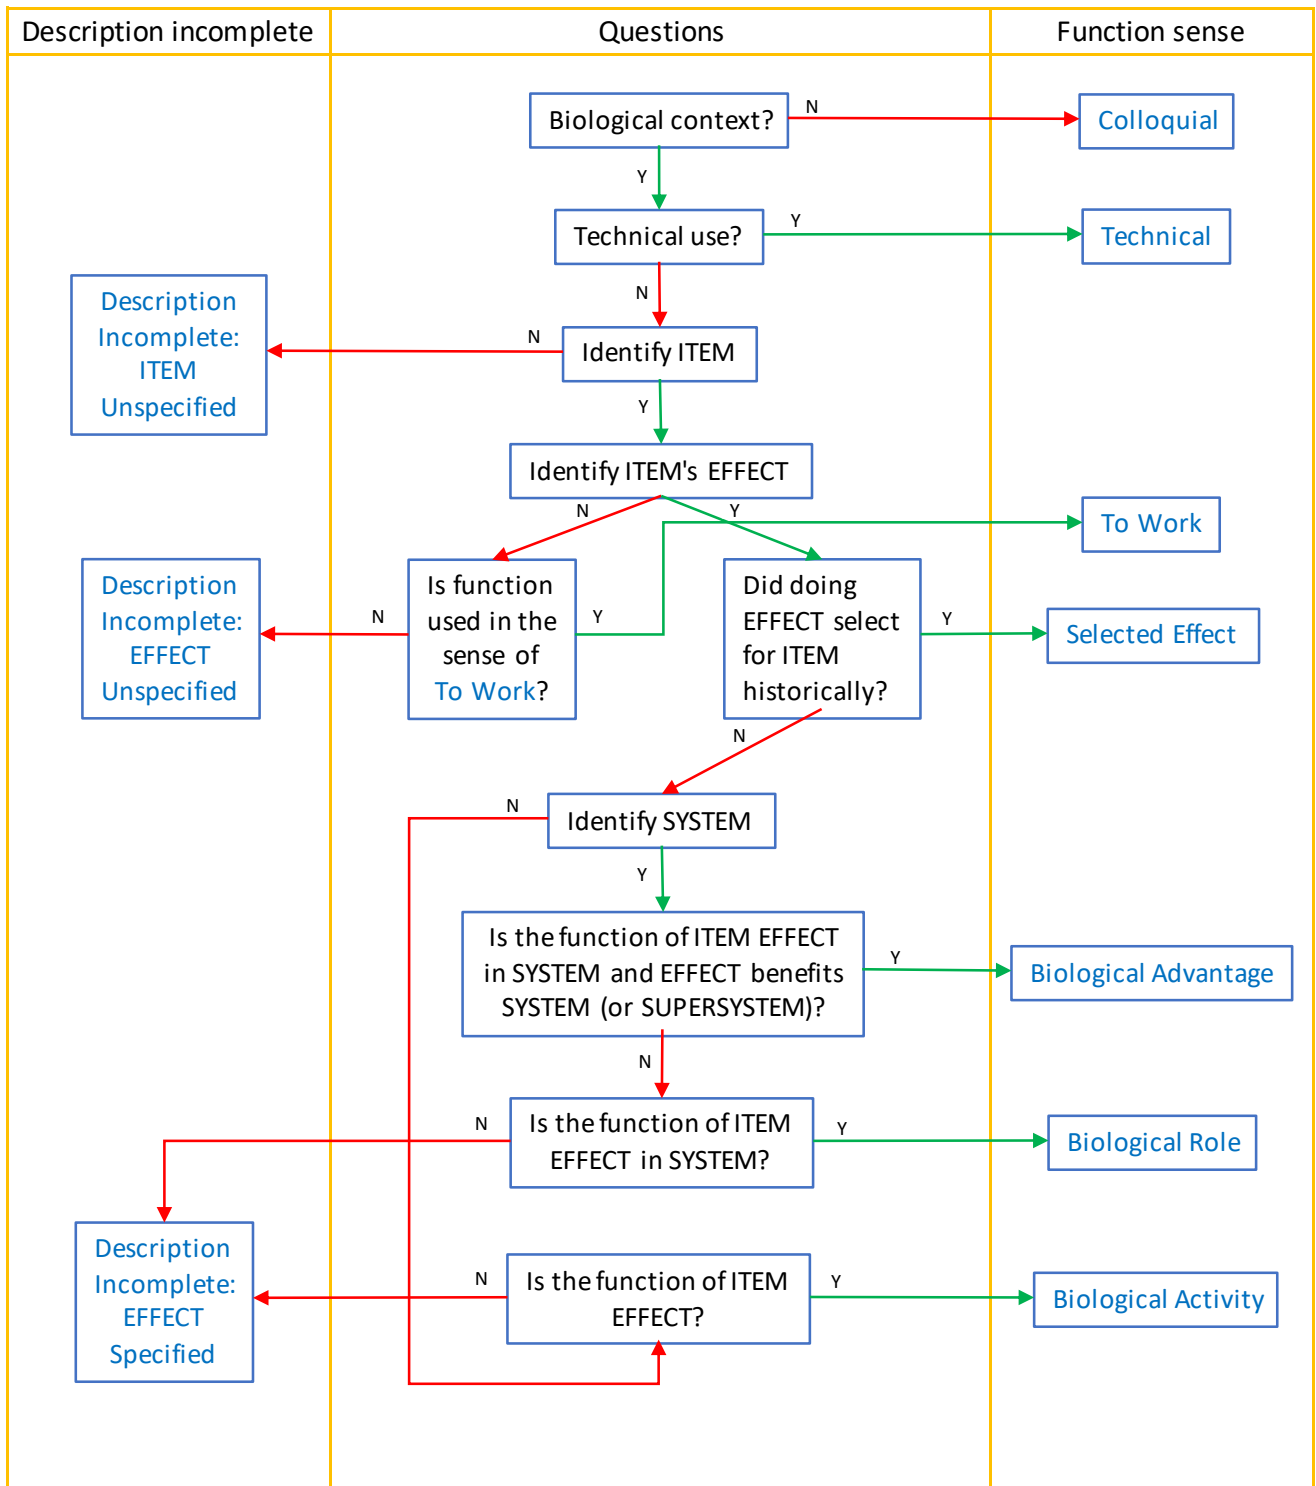 Description incomplete
Questions
Function sense
Biological context?
N
Colloquial
Y
Technical use?
Y
Technical
N
Description
Incomplete:
ITEM
Unspecified
N
Identify ITEM
Y
Identify ITEM's EFFECT
N
Y
To Work
Description
Incomplete:
EFFECT
Unspecified
N
Is function
used in the
sense of
To Work?
Y
Did doing
EFFECT select
for ITEM
historically?
Y
Selected Effect
N
N
Identify SYSTEM
Y
Is the function of ITEM EFFECT
in SYSTEM and EFFECT benefits
SYSTEM (or SUPERSYSTEM)?
Y
Biological Advantage
N
N
Is the function of ITEM
EFFECT in SYSTEM?
Y
Biological Role
Description
Incomplete:
EFFECT
Specified
N
Is the function of ITEM
EFFECT?
Y
Biological Activity